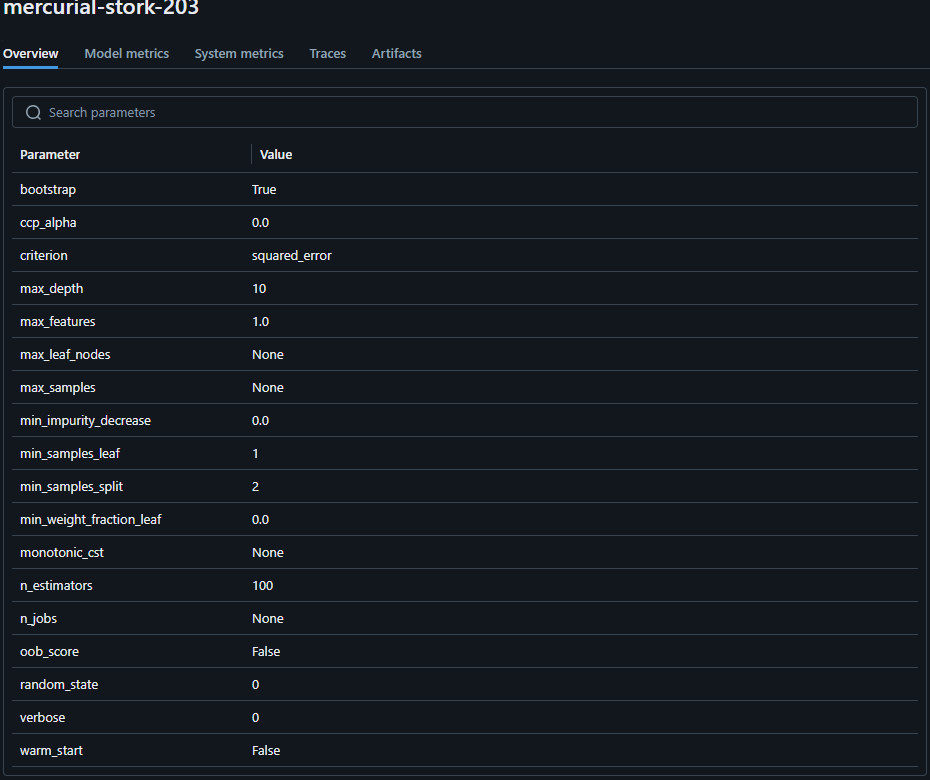 mercurial-stork-203
Overview Model metrics System metrics Traces Artifacts
Search parameters
Parameter Value
bootstrap True
ccp_alpha 0.0
criterion squared_error
max_depth 10
max_features 1.0
max_leaf_nodes None
max_samples None
min_impurity_decrease 0.0
min_samples_leaf 1
min_samples_split 2
min_weight_fraction_leaf 0.0
monotonic_cst None
n_estimators 100
n_jobs None
oob_score False
random_state 0
verbose 0
warm_start False